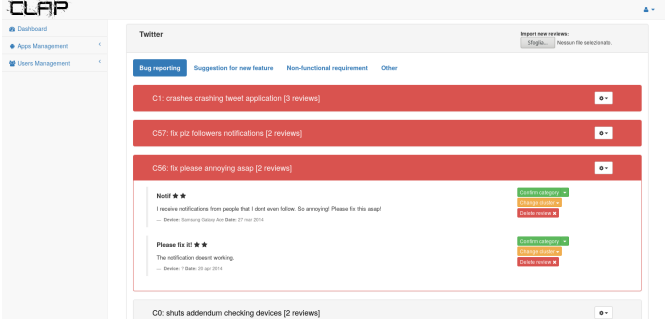 CLAP
Dashboard
Apps Management
Users Management
Twitter
Import new reviews:
Sfoglia... Nessun file selezionato.
Bug reporting Suggestion for new feature Non-functional requirement Other
C1: crashes crashing tweet application [3 reviews]
C57: fix plz followers notifications [2 reviews]
C56: fix please annoying asap [2 reviews]
Notif ★★
I receive notifications from people that I dont even follow. So annoying! Please fix this asap!
— Device: Samsung Galaxy Ace Date: 27 mar 2014
Confirm category
Change cluster
Delete review ×
Please fix it! ★★
The notification doesnt working.
— Device: ? Date: 20 apr 2014
Confirm category
Change cluster
Delete review ×
C0: shuts addendum checking devices [2 reviews]